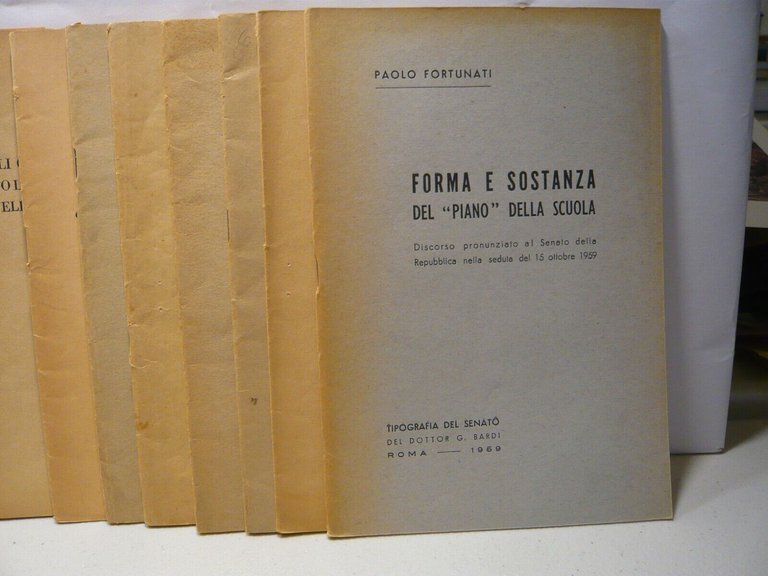 PAOLO FORTUNATI
FORMA E SOSTANZA
DEL "PIANO" DELLA SCUOLA
Discorso pronunziato al Senato della
Repubblica nella seduta del 15 ottobre 1959
TIPOGRAFIA DEL SENATO
DEL DOTTOR G. BARDI
ROMA — 1959